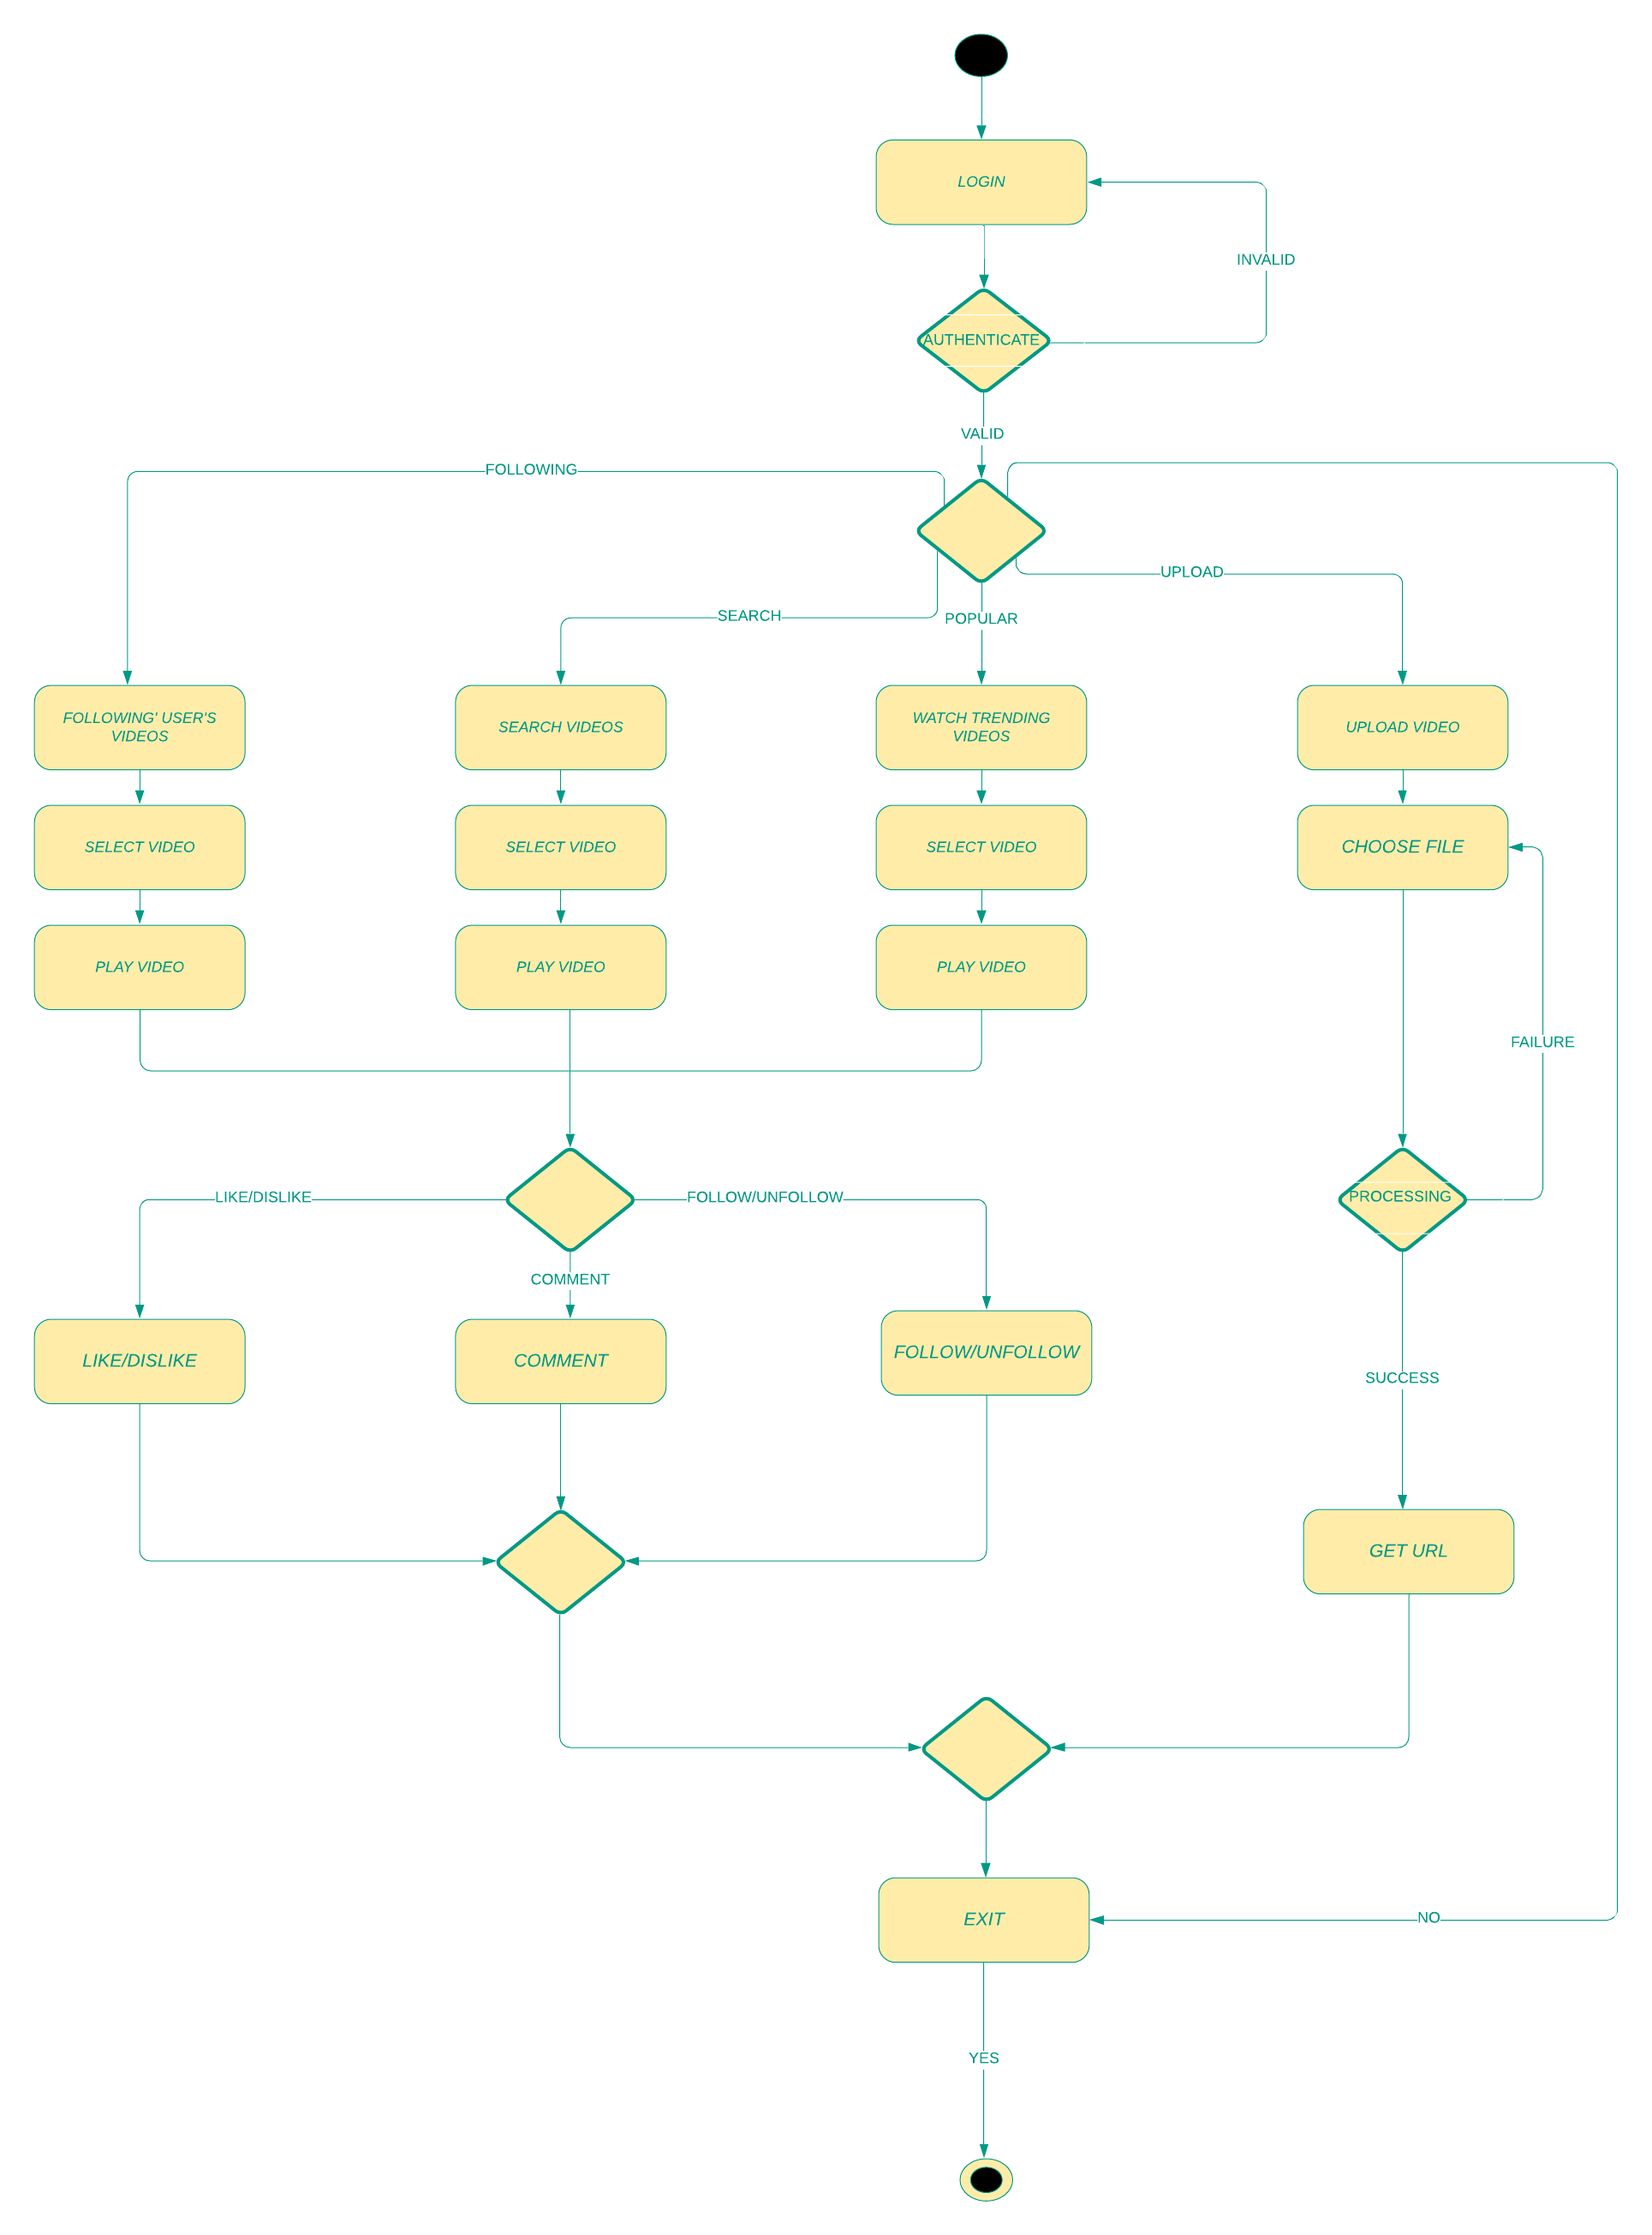 LOGIN
INVALID
AUTHENTICATE
VALID
FOLLOWING
UPLOAD
SEARCH
POPULAR
FOLLOWING' USER'S
VIDEOS
SEARCH VIDEOS
WATCH TRENDING
VIDEOS
UPLOAD VIDEO
SELECT VIDEO
SELECT VIDEO
SELECT VIDEO
CHOOSE FILE
PLAY VIDEO
PLAY VIDEO
PLAY VIDEO
FAILURE
LIKE/DISLIKE
FOLLOW/UNFOLLOW
PROCESSING
COMMENT
LIKE/DISLIKE
COMMENT
FOLLOW/UNFOLLOW
SUCCESS
GET URL
EXIT
NO
YES